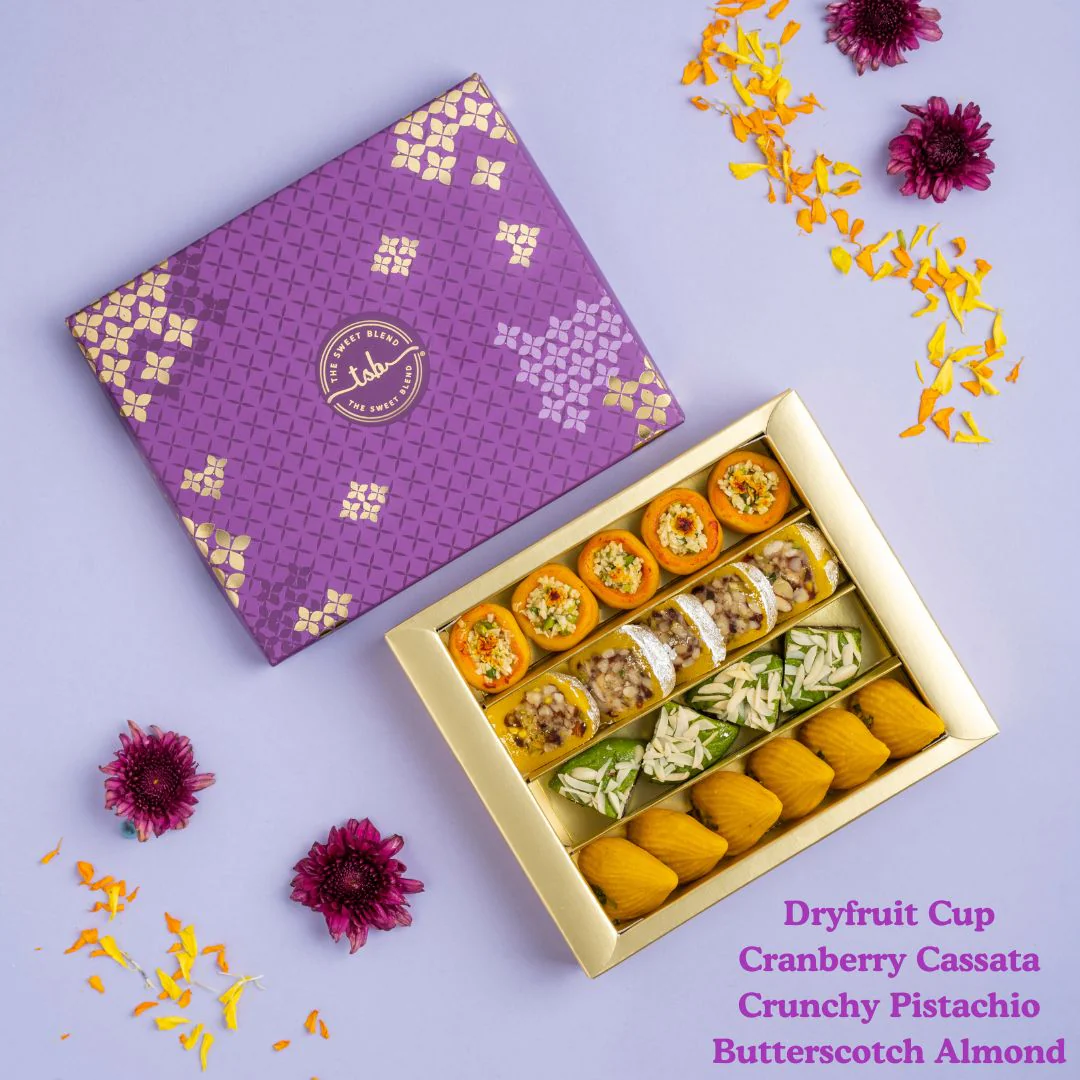 THE SWEET BLEND
tsb
®
THE SWEET BLEND
Dryfruit Cup
Cranberry Cassata
Crunchy Pistachio
Butterscotch Almond